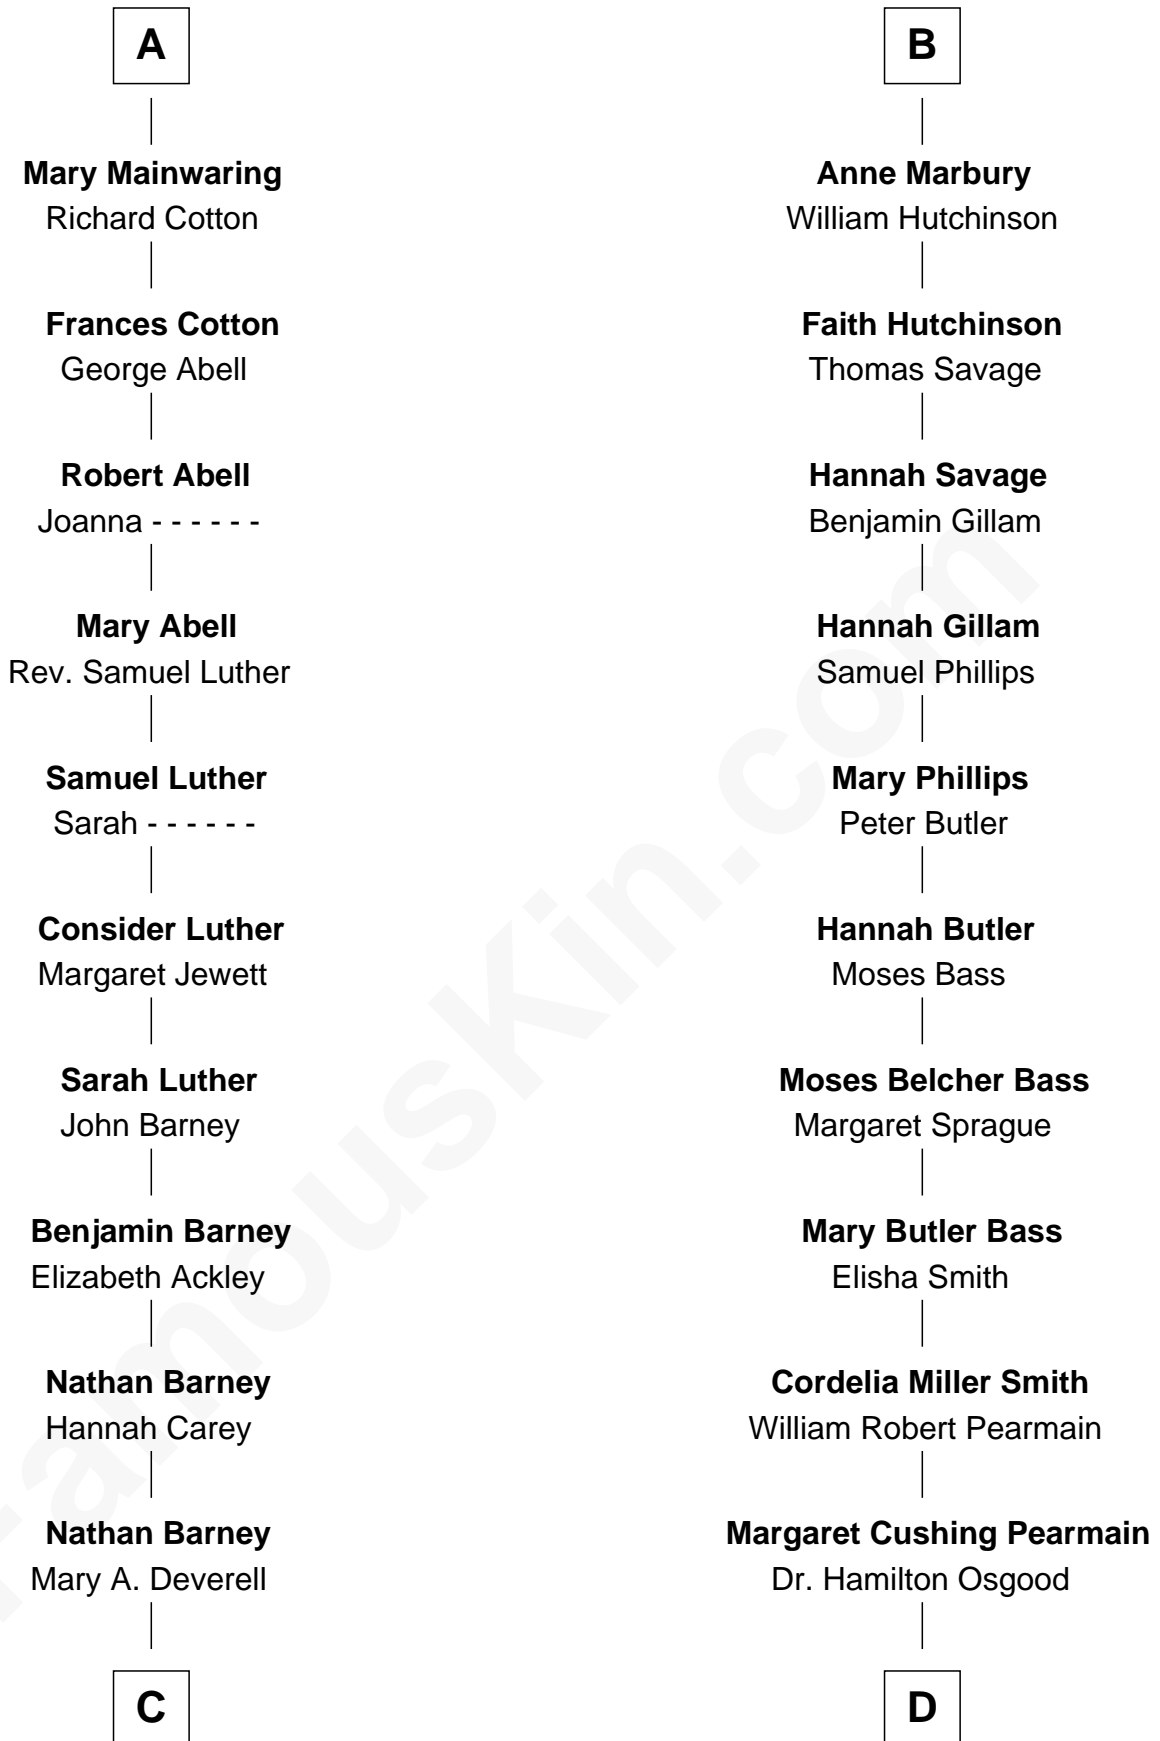 A
Mary Mainwaring
Richard Cotton
Frances Cotton
George Abell
Robert Abell
Joanna - - - - - -
Mary Abell
Rev. Samuel Luther
Samuel Luther
Sarah - - - - - -
Consider Luther
Margaret Jewett
Sarah Luther
John Barney
Benjamin Barney
Elizabeth Ackley
Nathan Barney
Hannah Carey
Nathan Barney
Mary A. Deverell
C
B
Anne Marbury
William Hutchinson
Faith Hutchinson
Thomas Savage
Hannah Savage
Benjamin Gillam
Hannah Gillam
Samuel Phillips
Mary Phillips
Peter Butler
Hannah Butler
Moses Bass
Moses Belcher Bass
Margaret Sprague
Mary Butler Bass
Elisha Smith
Cordelia Miller Smith
William Robert Pearmain
Margaret Cushing Pearmain
Dr. Hamilton Osgood
D
FamousKin.com